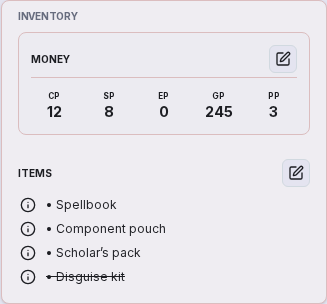 INVENTORY
MONEY
CP SP EP GP PP
12 8 0 245 3
ITEMS
• Spellbook
• Component pouch
• Scholar’s pack
• Disguise kit